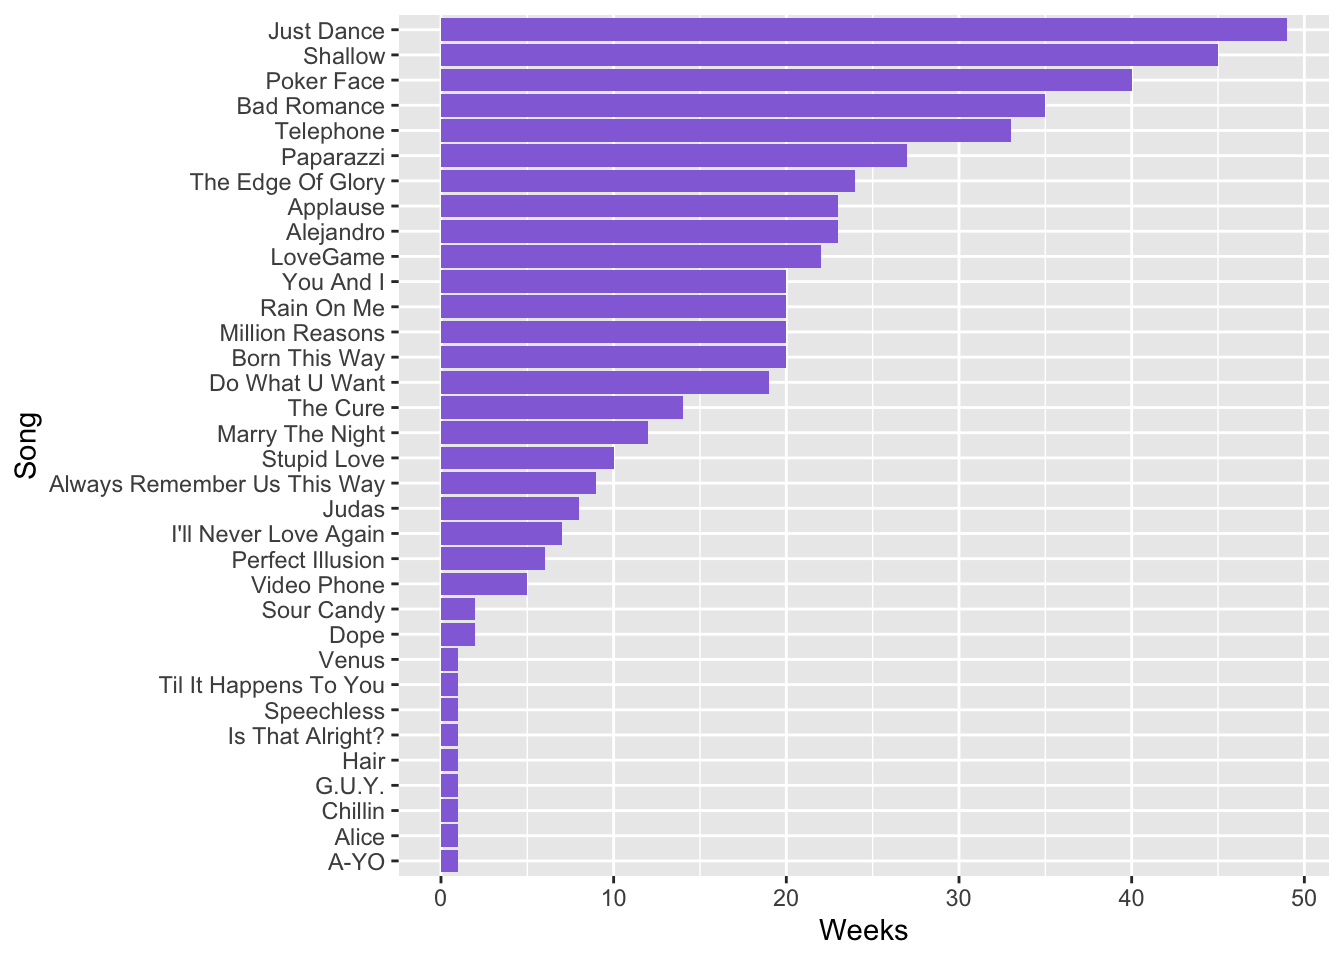 Just Dance
Shallow
Poker Face
Bad Romance
Telephone
Paparazzi
The Edge Of Glory
Applause
Alejandro
LoveGame
You And I
Rain On Me
Million Reasons
Born This Way
Do What U Want
The Cure
Marry The Night
Stupid Love
Always Remember Us This Way
Judas
I'll Never Love Again
Perfect Illusion
Video Phone
Sour Candy
Dope
Venus
Til It Happens To You
Speechless
Is That Alright?
Hair
G.U.Y.
Chillin
Alice
A-YO
Song
0 10 20 30 40 50
Weeks